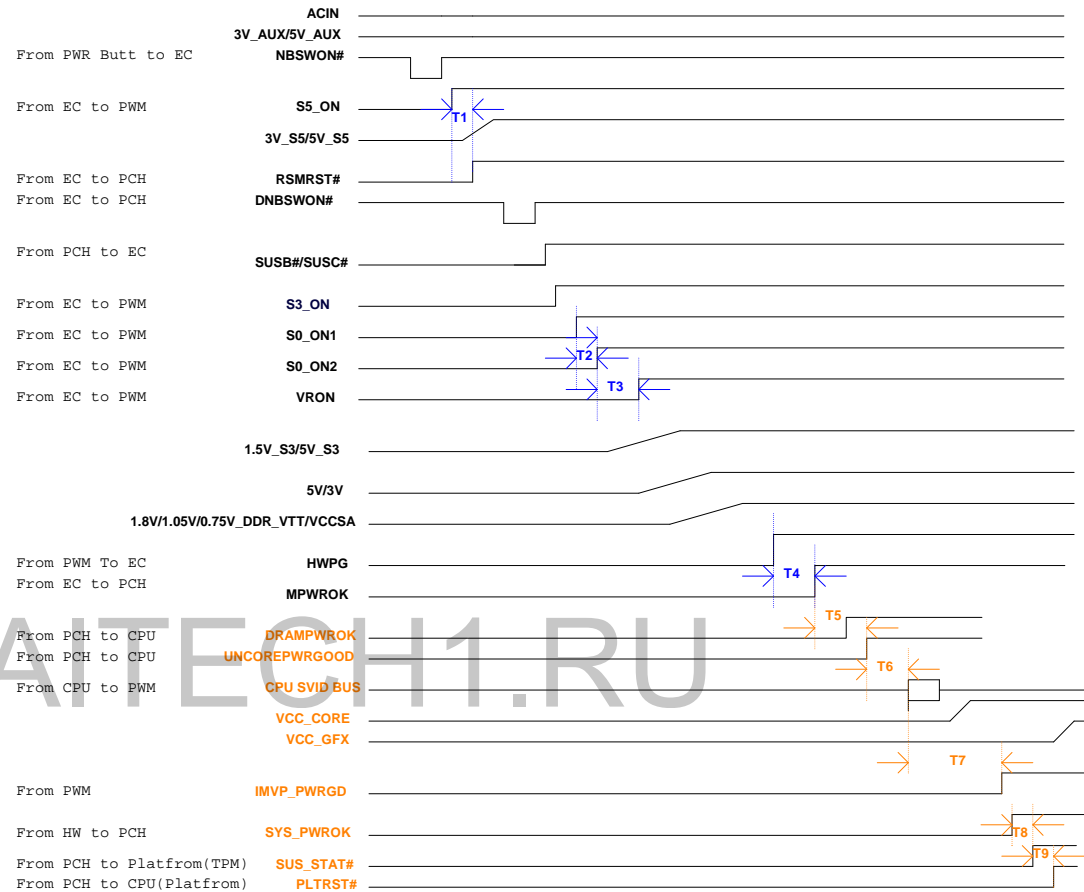 ACIN
3V_AUX/5V_AUX
From PWR Butt to EC NBSWON#
From EC to PWM S5_ON
T1
3V_S5/5V_S5
From EC to PCH RSMRST#
From EC to PCH DNBSWON#
From PCH to EC
SUSB#/SUSC#
From EC to PWM S3_ON
From EC to PWM S0_ON1
From EC to PWM S0_ON2 T2
From EC to PWM VRON T3
1.5V_S3/5V_S3
5V/3V
1.8V/1.05V/0.75V_DDR_VTT/VCCSA
From PWM To EC HWPG
T4
From EC to PCH
MPWROK
T5
From PCH to CPU DRAMPWROK
From PCH to CPU UNCOREPWRGOOD
T6
AITECH1.RU
From CPU to PWM CPU SVID BUS
VCC_CORE
VCC_GFX
T7
From PWM IMVP_PWRGD
From HW to PCH SYS_PWROK T8
T9
From PCH to Platfrom(TPM) SUS_STAT#
From PCH to CPU(Platfrom) PLTRST#